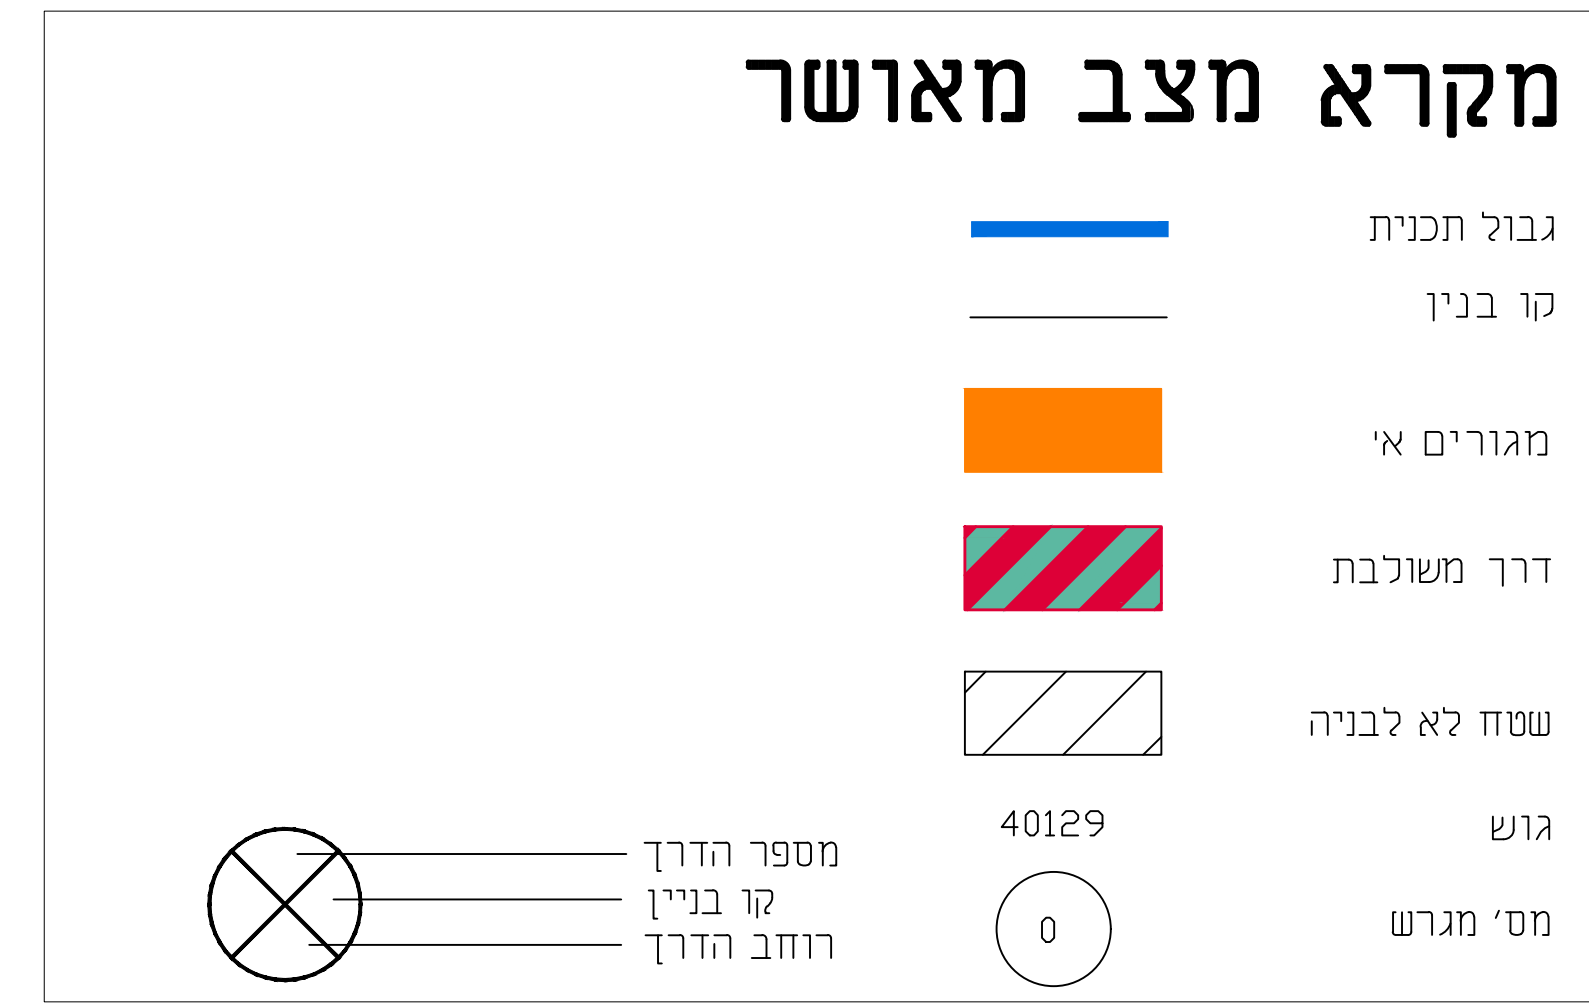 מקרא מצב מאושר
גבול תכנית
קו בנין
מגורים א'
דרך משולבת
שטח לא לבניה
גוש 40129
מס' מגרש 0
מספר הדרך
קו בניין
רוחב הדרך